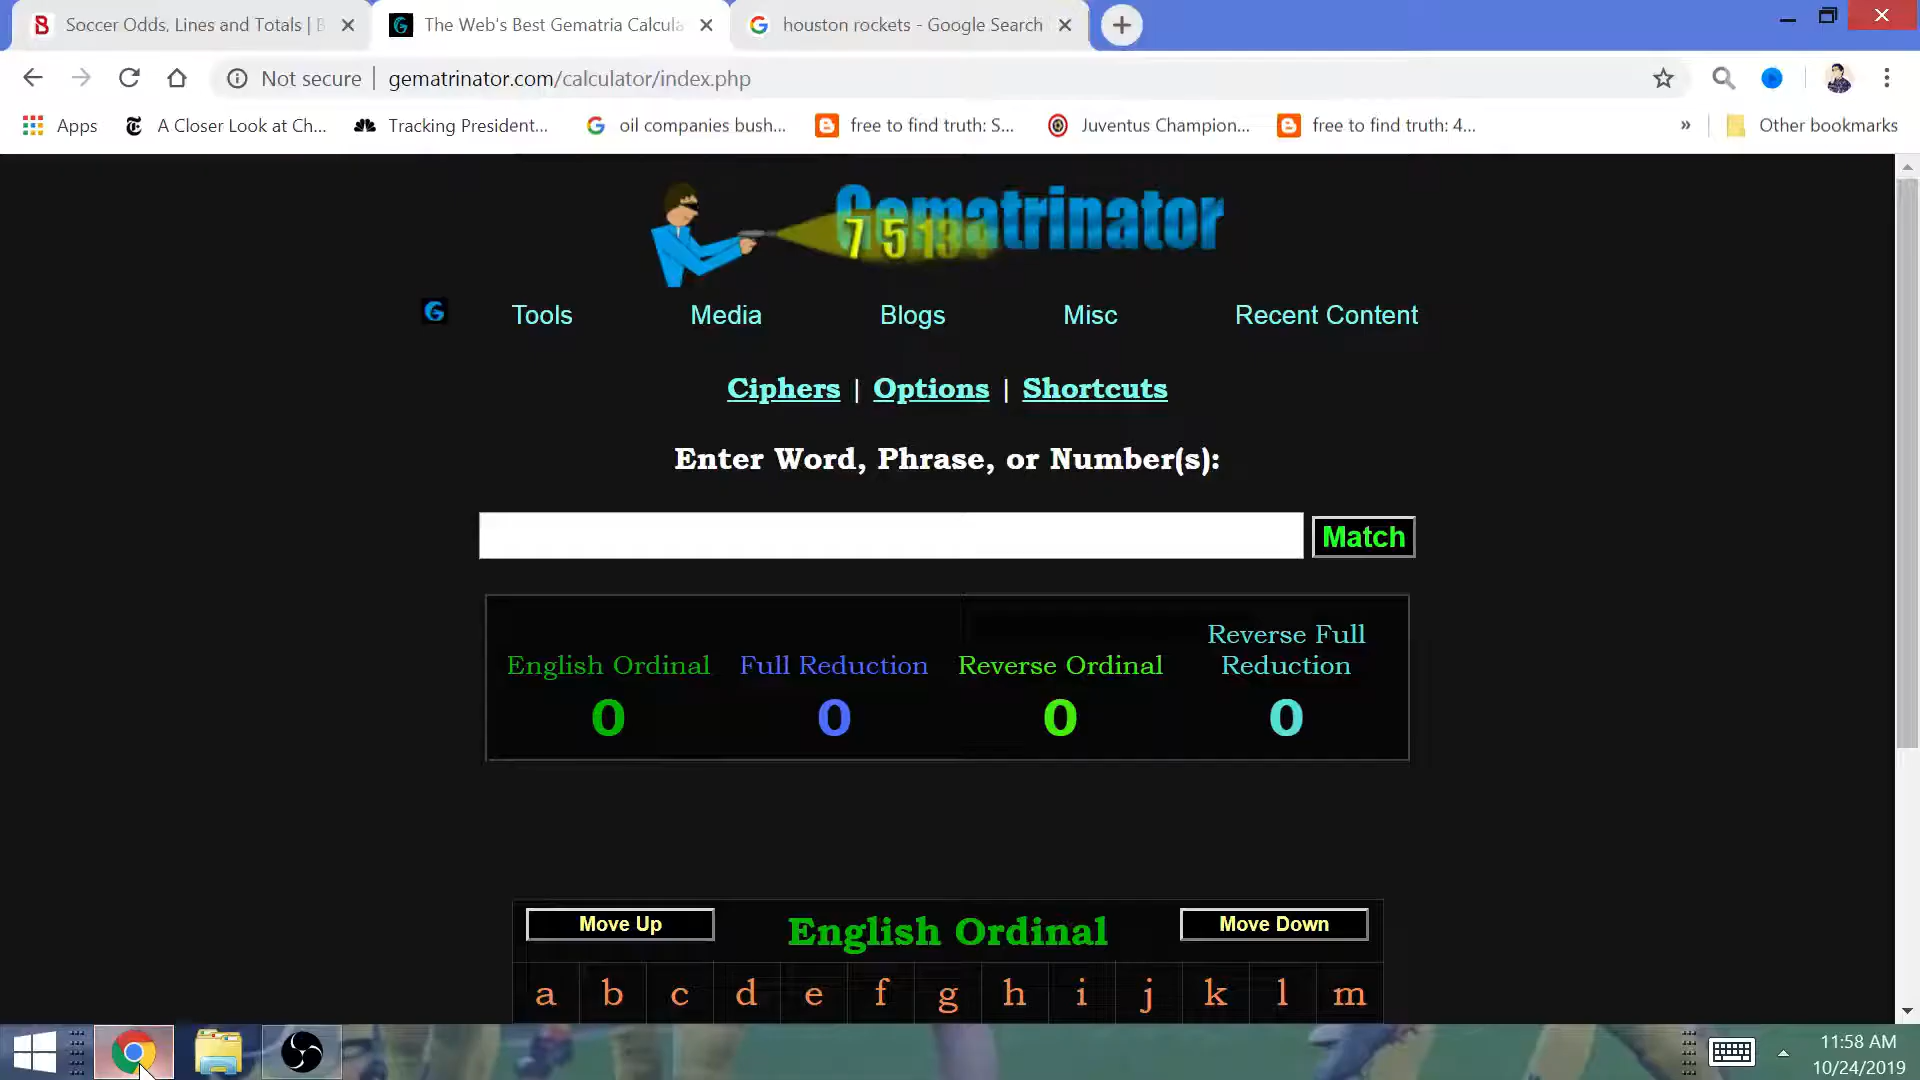 Soccer Odds, Lines and Totals | B
The Web's Best Gematria Calcula
houston rockets - Google Search
Not secure
gematrinator.com/calculator/index.php
Apps
A Closer Look at Ch...
Tracking President...
oil companies bush...
free to find truth: S...
Juventus Champion...
free to find truth: 4...
»
Other bookmarks
Gematrinator
7 5 13
G
Tools
Media
Blogs
Misc
Recent Content
Ciphers | Options | Shortcuts
Enter Word, Phrase, or Number(s):
Match
English Ordinal
Full Reduction
Reverse Ordinal
Reverse Full
Reduction
0
0
0
0
Move Up
English Ordinal
Move Down
a b c d e f g h i j k l m
11:58 AM
10/24/2019